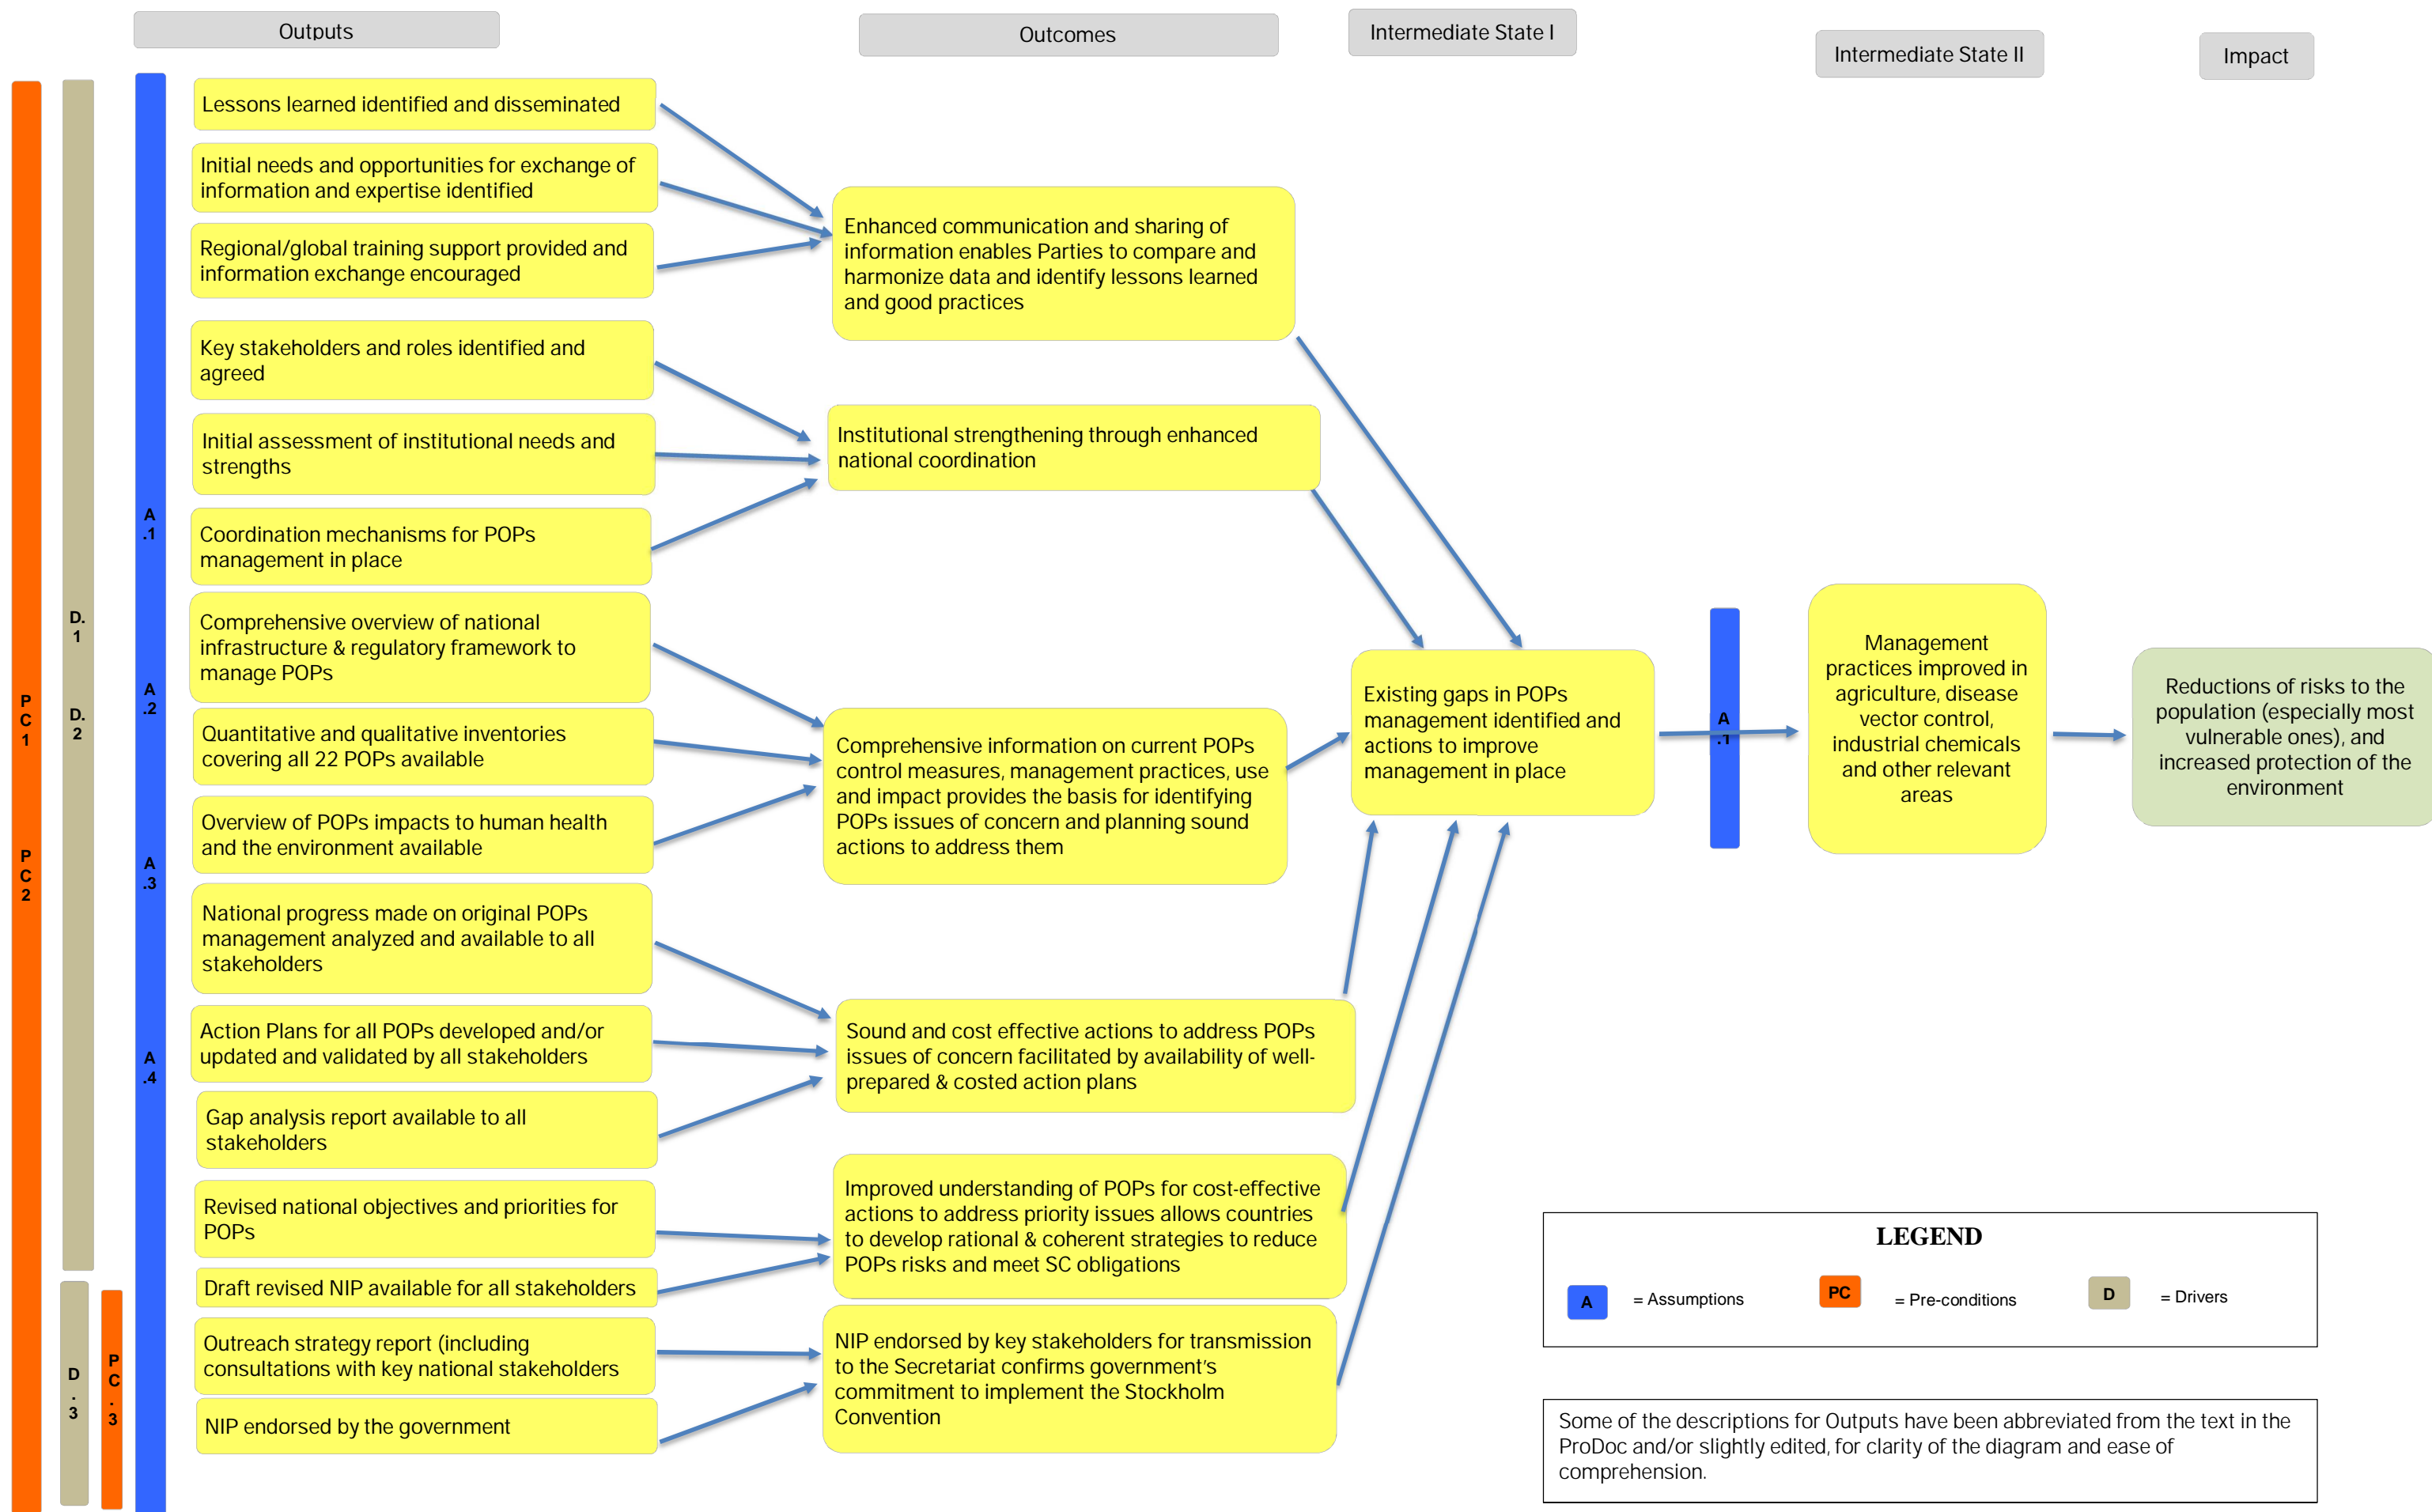 Outputs
Outcomes
Intermediate State I
Intermediate State II
Impact
PC1
PC2
D.1
D.2
D.3
PC.3
A.1
A.2
A.3
A.4
Lessons learned identified and disseminated
Initial needs and opportunities for exchange of
information and expertise identified
Regional/global training support provided and
information exchange encouraged
Key stakeholders and roles identified and
agreed
Initial assessment of institutional needs and
strengths
Coordination mechanisms for POPs
management in place
Comprehensive overview of national
infrastructure & regulatory framework to
manage POPs
Quantitative and qualitative inventories
covering all 22 POPs available
Overview of POPs impacts to human health
and the environment available
National progress made on original POPs
management analyzed and available to all
stakeholders
Action Plans for all POPs developed and/or
updated and validated by all stakeholders
Gap analysis report available to all
stakeholders
Revised national objectives and priorities for
POPs
Draft revised NIP available for all stakeholders
Outreach strategy report (including
consultations with key national stakeholders
NIP endorsed by the government
Enhanced communication and sharing of
information enables Parties to compare and
harmonize data and identify lessons learned
and good practices
Institutional strengthening through enhanced
national coordination
Comprehensive information on current POPs
control measures, management practices, use
and impact provides the basis for identifying
POPs issues of concern and planning sound
actions to address them
Sound and cost effective actions to address POPs
issues of concern facilitated by availability of well-
prepared & costed action plans
Improved understanding of POPs for cost-effective
actions to address priority issues allows countries
to develop rational & coherent strategies to reduce
POPs risks and meet SC obligations
NIP endorsed by key stakeholders for transmission
to the Secretariat confirms government's
commitment to implement the Stockholm
Convention
Existing gaps in POPs
management identified and
actions to improve
management in place
A.1
Management
practices improved in
agriculture, disease
vector control,
industrial chemicals
and other relevant
areas
Reductions of risks to the
population (especially most
vulnerable ones), and
increased protection of the
environment
LEGEND
A = Assumptions PC = Pre-conditions D = Drivers
Some of the descriptions for Outputs have been abbreviated from the text in the
ProDoc and/or slightly edited, for clarity of the diagram and ease of
comprehension.